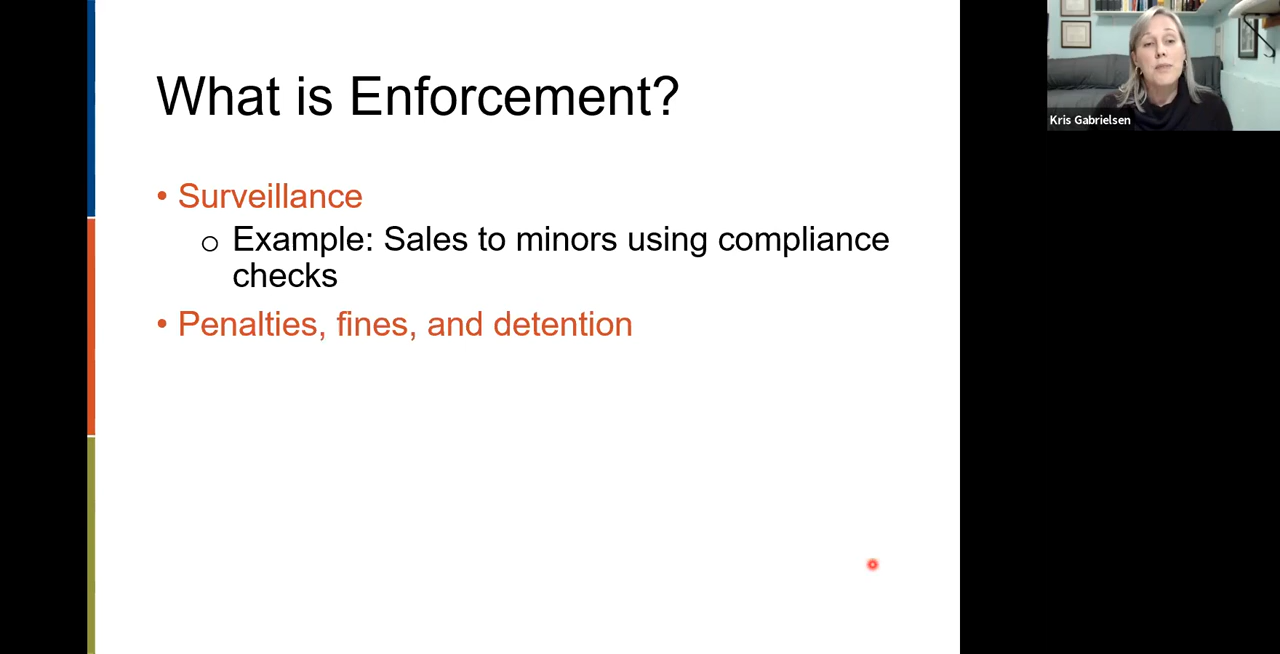 What is Enforcement?
• Surveillance
o Example: Sales to minors using compliance
checks
• Penalties, fines, and detention
Kris Gabrielsen